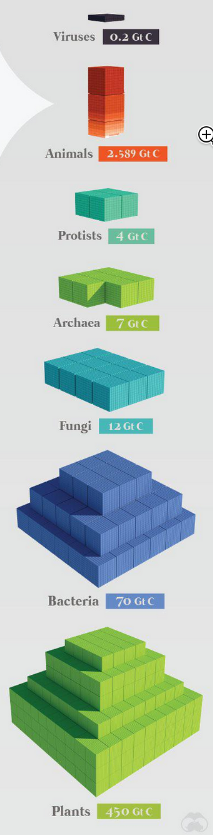 Viruses 0.2 Gt C
Animals 2.589 Gt C
Protists 4 Gt C
Archaea 7 Gt C
Fungi 12 Gt C
Bacteria 70 Gt C
Plants 450 Gt C